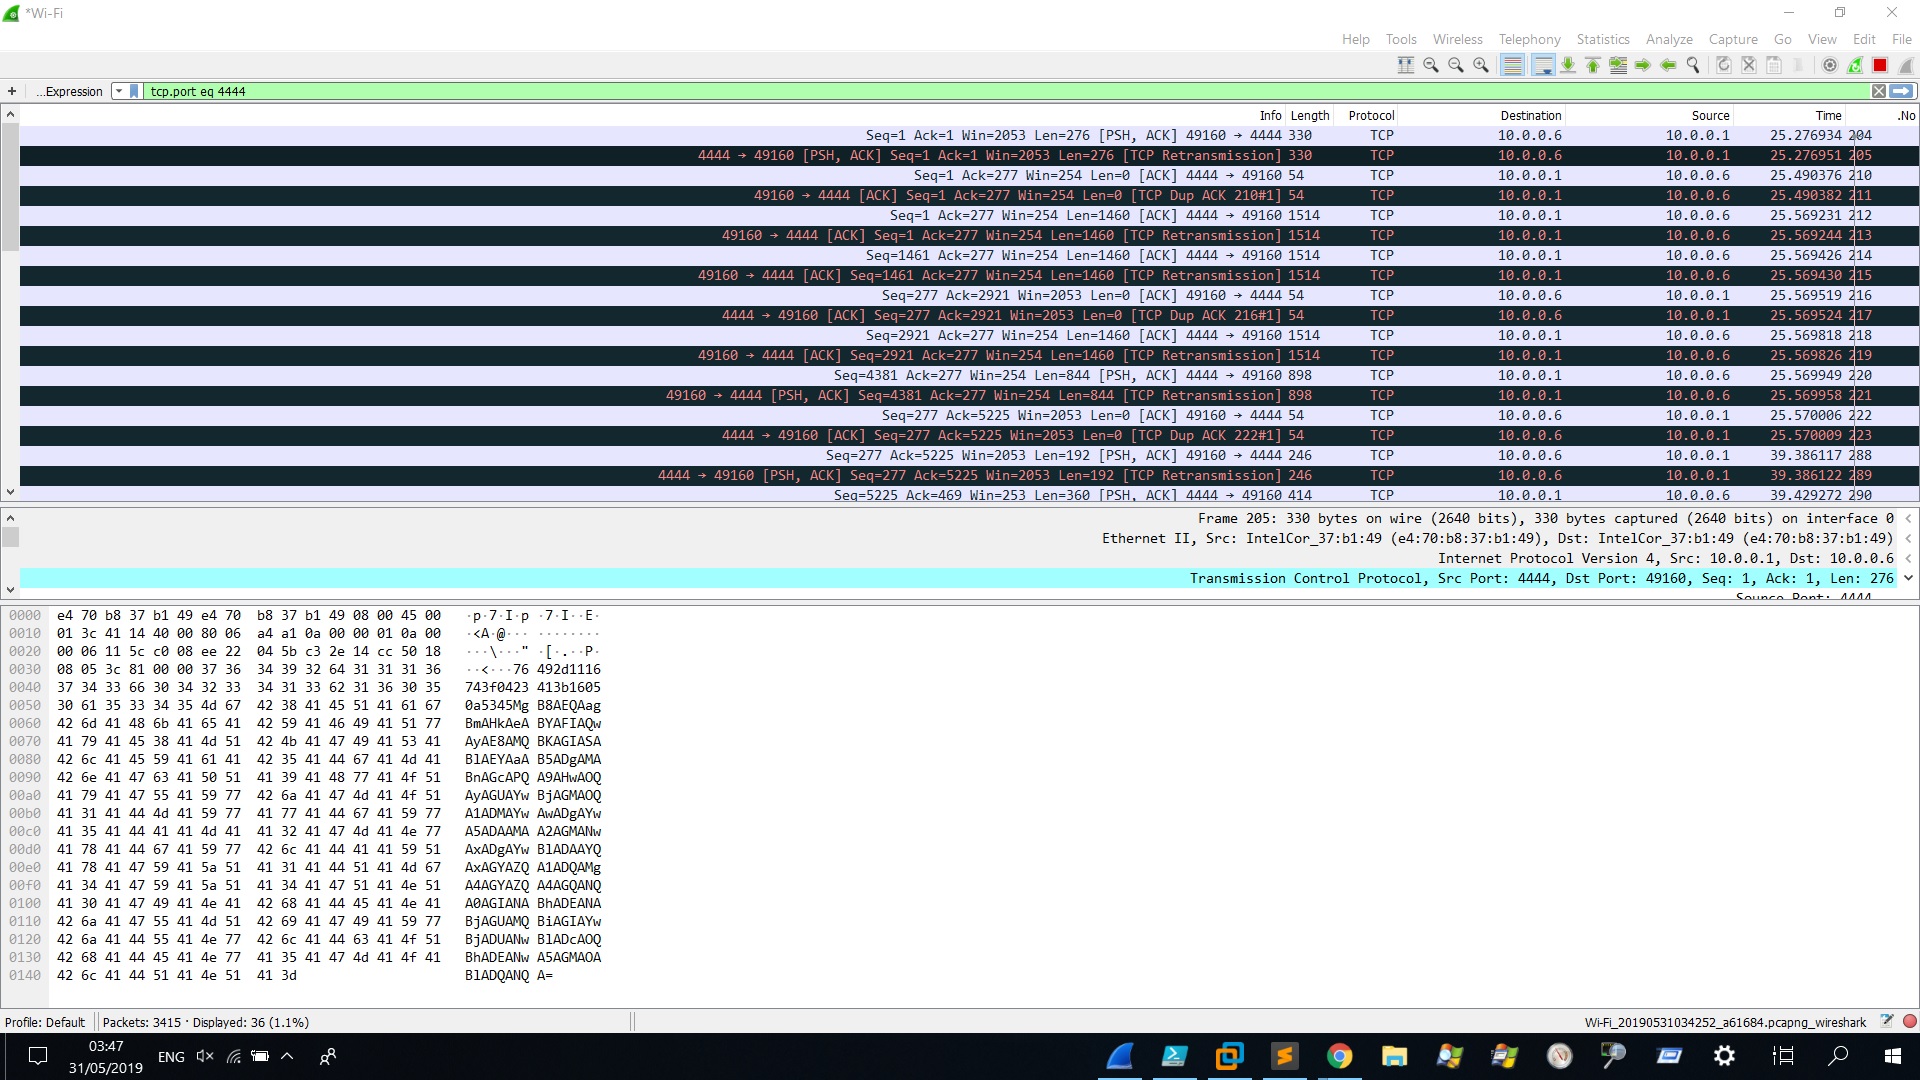 *Wi-Fi
Help Tools Wireless Telephony Statistics Analyze Capture Go View Edit File
+ ...Expression tcp.port eq 4444
Info Length Protocol Destination Source Time .No
Seq=1 Ack=1 Win=2053 Len=276 [PSH, ACK] 49160 → 4444 330 TCP 10.0.0.6 10.0.0.1 25.276934 204
4444 → 49160 [PSH, ACK] Seq=1 Ack=1 Win=2053 Len=276 [TCP Retransmission] 330 TCP 10.0.0.6 10.0.0.1 25.276951 205
Seq=1 Ack=277 Win=254 Len=0 [ACK] 4444 → 49160 54 TCP 10.0.0.1 10.0.0.6 25.490376 210
49160 → 4444 [ACK] Seq=1 Ack=277 Win=254 Len=0 [TCP Dup ACK 210#1] 54 TCP 10.0.0.1 10.0.0.6 25.490382 211
Seq=1 Ack=277 Win=254 Len=1460 [ACK] 4444 → 49160 1514 TCP 10.0.0.1 10.0.0.6 25.569231 212
49160 → 4444 [ACK] Seq=1 Ack=277 Win=254 Len=1460 [TCP Retransmission] 1514 TCP 10.0.0.1 10.0.0.6 25.569244 213
Seq=1461 Ack=277 Win=254 Len=1460 [ACK] 4444 → 49160 1514 TCP 10.0.0.1 10.0.0.6 25.569426 214
49160 → 4444 [ACK] Seq=1461 Ack=277 Win=254 Len=1460 [TCP Retransmission] 1514 TCP 10.0.0.1 10.0.0.6 25.569430 215
Seq=277 Ack=2921 Win=2053 Len=0 [ACK] 49160 → 4444 54 TCP 10.0.0.6 10.0.0.1 25.569519 216
4444 → 49160 [ACK] Seq=277 Ack=2921 Win=2053 Len=0 [TCP Dup ACK 216#1] 54 TCP 10.0.0.6 10.0.0.1 25.569524 217
Seq=2921 Ack=277 Win=254 Len=1460 [ACK] 4444 → 49160 1514 TCP 10.0.0.1 10.0.0.6 25.569818 218
49160 → 4444 [ACK] Seq=2921 Ack=277 Win=254 Len=1460 [TCP Retransmission] 1514 TCP 10.0.0.1 10.0.0.6 25.569826 219
Seq=4381 Ack=277 Win=254 Len=844 [PSH, ACK] 4444 → 49160 898 TCP 10.0.0.1 10.0.0.6 25.569949 220
49160 → 4444 [PSH, ACK] Seq=4381 Ack=277 Win=254 Len=844 [TCP Retransmission] 898 TCP 10.0.0.1 10.0.0.6 25.569958 221
Seq=277 Ack=5225 Win=2053 Len=0 [ACK] 49160 → 4444 54 TCP 10.0.0.6 10.0.0.1 25.570006 222
4444 → 49160 [ACK] Seq=277 Ack=5225 Win=2053 Len=0 [TCP Dup ACK 222#1] 54 TCP 10.0.0.6 10.0.0.1 25.570009 223
Seq=277 Ack=5225 Win=2053 Len=192 [PSH, ACK] 49160 → 4444 246 TCP 10.0.0.6 10.0.0.1 39.386117 288
4444 → 49160 [PSH, ACK] Seq=277 Ack=5225 Win=2053 Len=192 [TCP Retransmission] 246 TCP 10.0.0.6 10.0.0.1 39.386122 289
Seq=5225 Ack=469 Win=253 Len=360 [PSH, ACK] 4444 → 49160 414 TCP 10.0.0.1 10.0.0.6 39.429272 290
Frame 205: 330 bytes on wire (2640 bits), 330 bytes captured (2640 bits) on interface 0
Ethernet II, Src: IntelCor_37:b1:49 (e4:70:b8:37:b1:49), Dst: IntelCor_37:b1:49 (e4:70:b8:37:b1:49)
Internet Protocol Version 4, Src: 10.0.0.1, Dst: 10.0.0.6
Transmission Control Protocol, Src Port: 4444, Dst Port: 49160, Seq: 1, Ack: 1, Len: 276
Source Port: 4444
0000 e4 70 b8 37 b1 49 e4 70 b8 37 b1 49 08 00 45 00 ·p·7·I·p ·7·I··E·
0010 01 3c 41 14 40 00 80 06 a4 a1 0a 00 00 01 0a 00 ·<A·@··· ········
0020 00 06 11 5c c0 08 ee 22 04 5b c3 2e 14 cc 50 18 ···\···" ·[·.··P·
0030 08 05 3c 81 00 00 37 36 34 39 32 64 31 31 31 36 ··<···76 492d1116
0040 37 34 33 66 30 34 32 33 34 31 33 62 31 36 30 35 743f0423 413b1605
0050 30 61 35 33 34 35 4d 67 42 38 41 45 51 41 61 67 0a5345Mg B8AEQAag
0060 42 6d 41 48 6b 41 65 41 42 59 41 46 49 41 51 77 BmAHkAeA BYAFIAQw
0070 41 79 41 45 38 41 4d 51 42 4b 41 47 49 41 53 41 AyAE8AMQ BKAGIASA
0080 42 6c 41 45 59 41 61 41 42 35 41 44 67 41 4d 41 BlAEYAaA B5ADgAMA
0090 42 6e 41 47 63 41 50 51 41 39 41 48 77 41 4f 51 BnAGcAPQ A9AHwAOQ
00a0 41 79 41 47 55 41 59 77 42 6a 41 47 4d 41 4f 51 AyAGUAYw BjAGMAOQ
00b0 41 31 41 44 4d 41 59 77 41 77 41 44 67 41 59 77 A1ADMAYw AwADgAYw
00c0 41 35 41 44 41 41 4d 41 41 32 41 47 4d 41 4e 77 A5ADAAMA A2AGMANw
00d0 41 78 41 44 67 41 59 77 42 6c 41 44 41 41 59 51 AxADgAYw BlADAAYQ
00e0 41 78 41 47 59 41 5a 51 41 31 41 44 51 41 4d 67 AxAGYAZQ A1ADQAMg
00f0 41 34 41 47 59 41 5a 51 41 34 41 47 51 41 4e 51 A4AGYAZQ A4AGQANQ
0100 41 30 41 47 49 41 4e 41 42 68 41 44 45 41 4e 41 A0AGIANA BhADEANA
0110 42 6a 41 47 55 41 4d 51 42 69 41 47 49 41 59 77 BjAGUAMQ BiAGIAYw
0120 42 6a 41 44 55 41 4e 77 42 6c 41 44 63 41 4f 51 BjADUANw BlADcAOQ
0130 42 68 41 44 45 41 4e 77 41 35 41 47 4d 41 4f 41 BhADEANw A5AGMAOA
0140 42 6c 41 44 51 41 4e 51 41 3d BlADQANQ A=
Profile: Default Packets: 3415 · Displayed: 36 (1.1%) Wi-Fi_20190531034252_a61684.pcapng_wireshark
03:47
31/05/2019
ENG